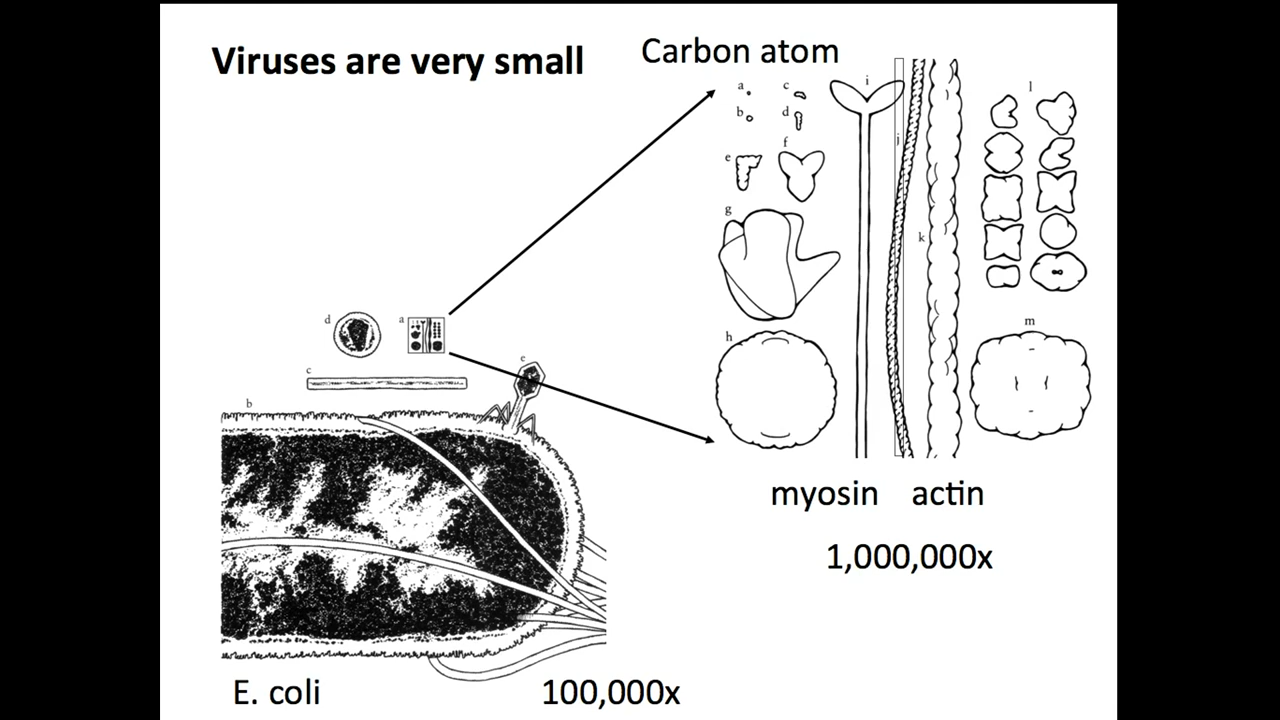 Viruses are very small
Carbon atom
a
c
i
l
b
d
j
e
f
g
k
h
m
d
a
c
e
b
myosin actin
1,000,000x
E. coli
100,000x